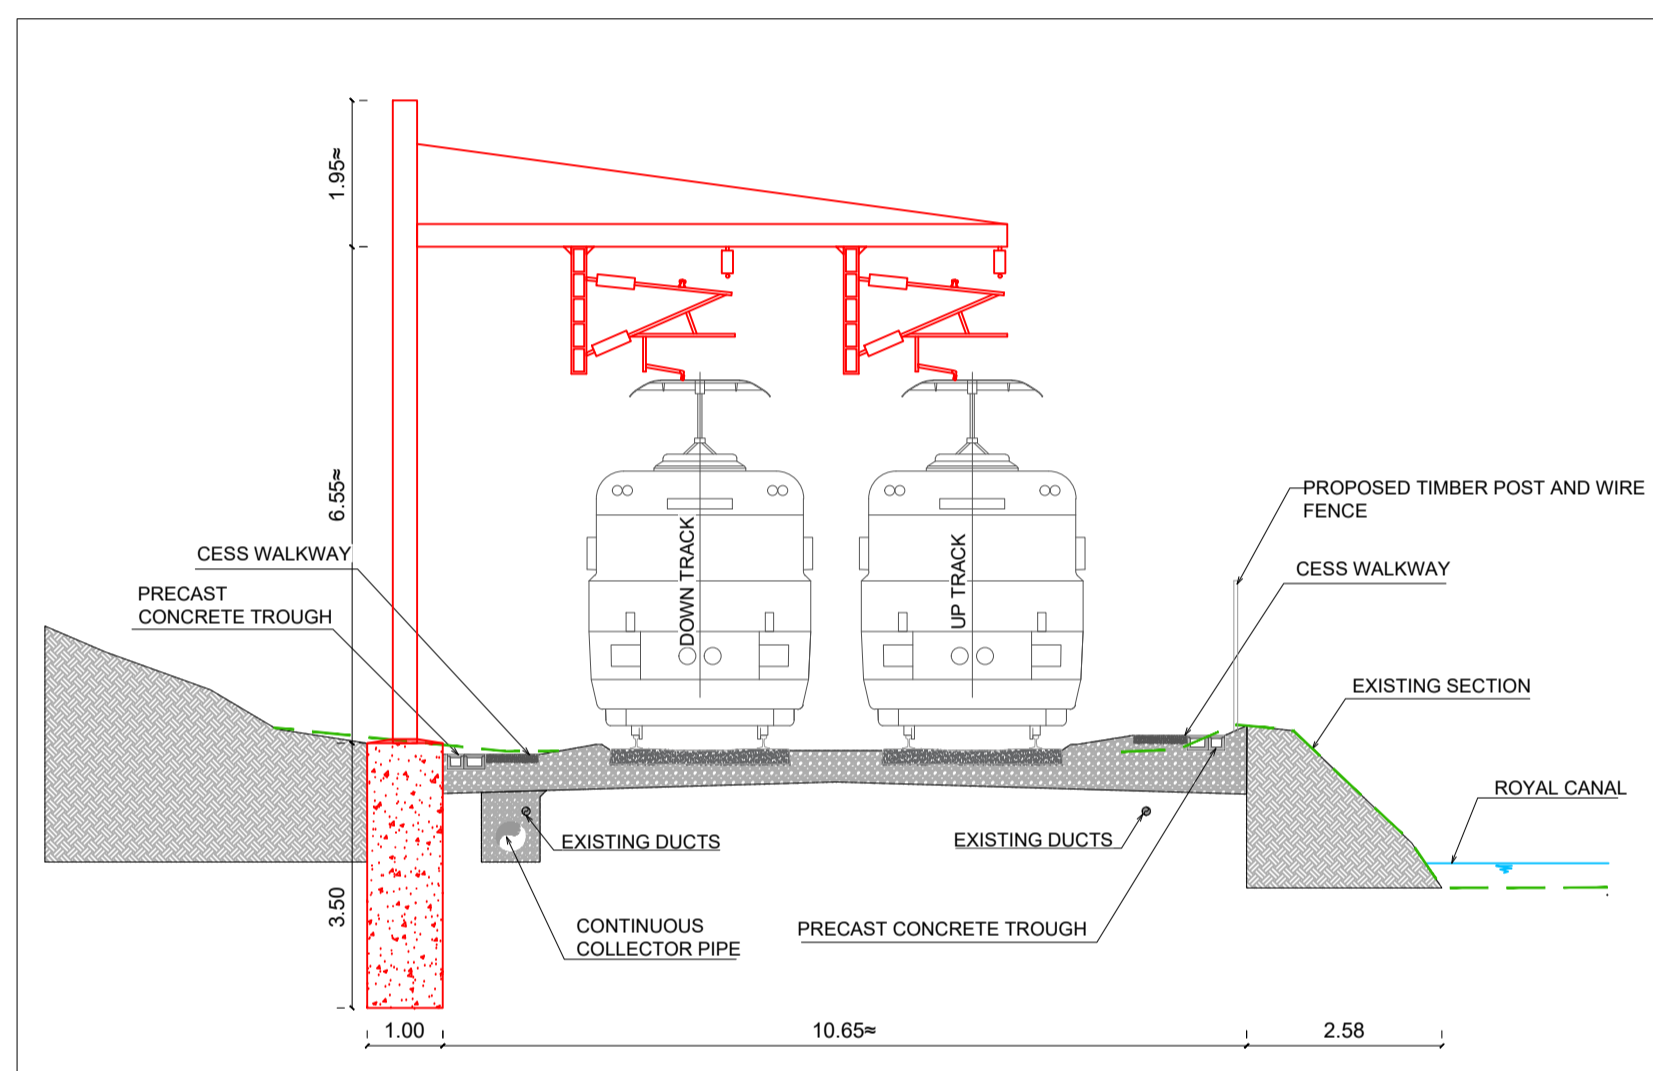 1.95≈
6.55≈
CESS WALKWAY
PRECAST
CONCRETE TROUGH
DOWN TRACK
UP TRACK
PROPOSED TIMBER POST AND WIRE
FENCE
CESS WALKWAY
EXISTING SECTION
ROYAL CANAL
EXISTING DUCTS
EXISTING DUCTS
3.50
CONTINUOUS
COLLECTOR PIPE
PRECAST CONCRETE TROUGH
1.00
10.65≈
2.58